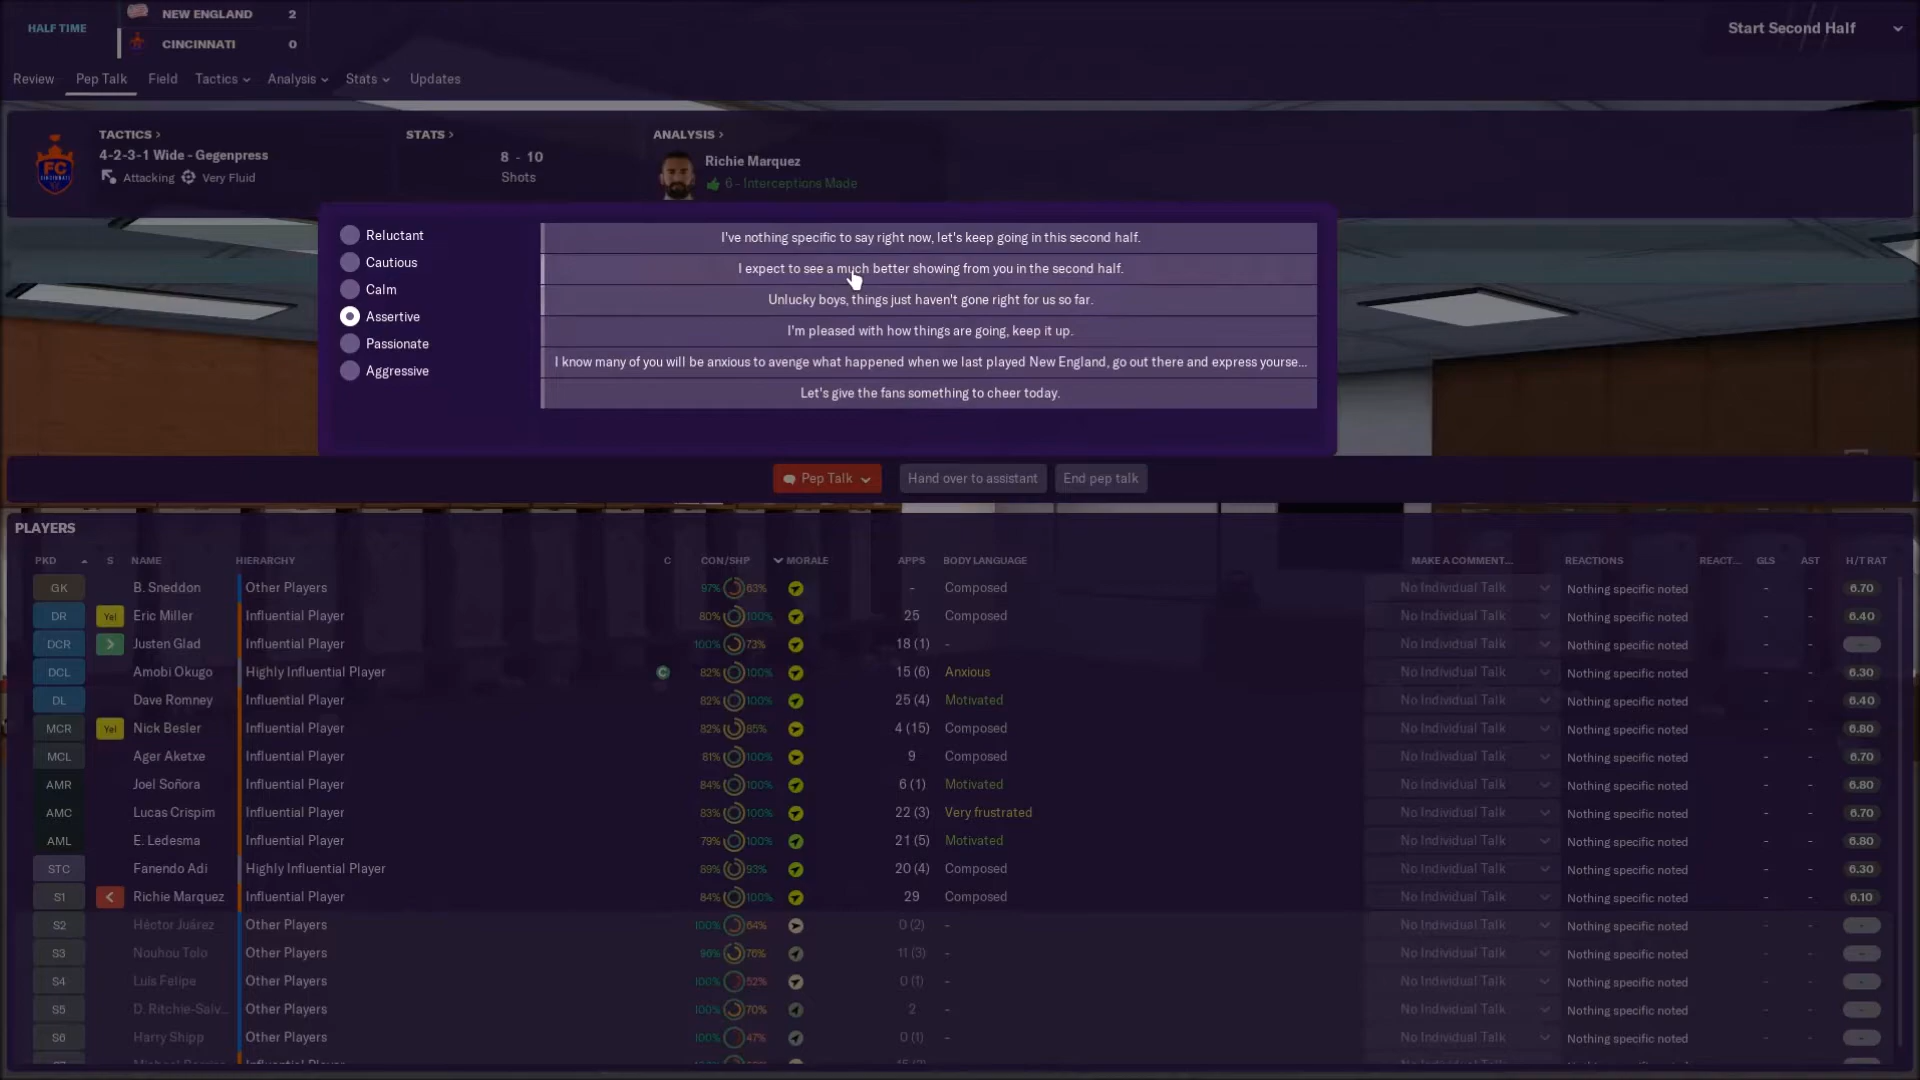 HALF TIME
NEW ENGLAND 2
CINCINNATI 0
Start Second Half
Review Pep Talk Field Tactics Analysis Stats Updates
TACTICS >
4-2-3-1 Wide - Gegenpress
Attacking Very Fluid
STATS >
8 - 10
Shots
ANALYSIS >
Richie Marquez
6 - Interceptions Made
FC
CINCINNATI
Reluctant
Cautious
Calm
Assertive
Passionate
Aggressive
I've nothing specific to say right now, let's keep going in this second half.
I expect to see a much better showing from you in the second half.
Unlucky boys, things just haven't gone right for us so far.
I'm pleased with how things are going, keep it up.
I know many of you will be anxious to avenge what happened when we last played New England, go out there and express yourse...
Let's give the fans something to cheer today.
Pep Talk Hand over to assistant End pep talk
PLAYERS
PKD S NAME HIERARCHY C CON/SHP MORALE APPS BODY LANGUAGE MAKE A COMMENT... REACTIONS REACT... GLS AST H/T RAT
GK B. Sneddon Other Players 97% 63% - Composed No Individual Talk Nothing specific noted - - 6.70
DR Yel Eric Miller Influential Player 80% 100% 25 Composed No Individual Talk Nothing specific noted - - 6.40
DCR Justen Glad Influential Player 100% 73% 18 (1) - No Individual Talk Nothing specific noted - - -
DCL Amobi Okugo Highly Influential Player C 82% 100% 15 (6) Anxious No Individual Talk Nothing specific noted - - 6.30
DL Dave Romney Influential Player 82% 100% 25 (4) Motivated No Individual Talk Nothing specific noted - - 6.40
MCR Yel Nick Besler Influential Player 82% 85% 4 (15) Composed No Individual Talk Nothing specific noted - - 6.80
MCL Ager Aketxe Influential Player 81% 100% 9 Composed No Individual Talk Nothing specific noted - - 6.70
AMR Joel Soñora Influential Player 84% 100% 6 (1) Motivated No Individual Talk Nothing specific noted - - 6.80
AMC Lucas Crispim Influential Player 83% 100% 22 (3) Very frustrated No Individual Talk Nothing specific noted - - 6.70
AML E. Ledesma Influential Player 79% 100% 21 (5) Motivated No Individual Talk Nothing specific noted - - 6.80
STC Fanendo Adi Highly Influential Player 89% 93% 20 (4) Composed No Individual Talk Nothing specific noted - - 6.30
S1 Richie Marquez Influential Player 84% 100% 29 Composed No Individual Talk Nothing specific noted - - 6.10
S2 Héctor Juárez Other Players 100% 64% 0 (2) - No Individual Talk Nothing specific noted - - -
S3 Nouhou Tolo Other Players 76% 11 (3) - No Individual Talk Nothing specific noted - - -
S4 Luís Felipe Other Players 100% 52% 0 (1) - No Individual Talk Nothing specific noted - - -
S5 D. Ritchie-Salv... Other Players 100% 70% 2 - No Individual Talk Nothing specific noted - - -
S6 Harry Shipp Other Players 100% 47% 0 (1) - No Individual Talk Nothing specific noted - - -